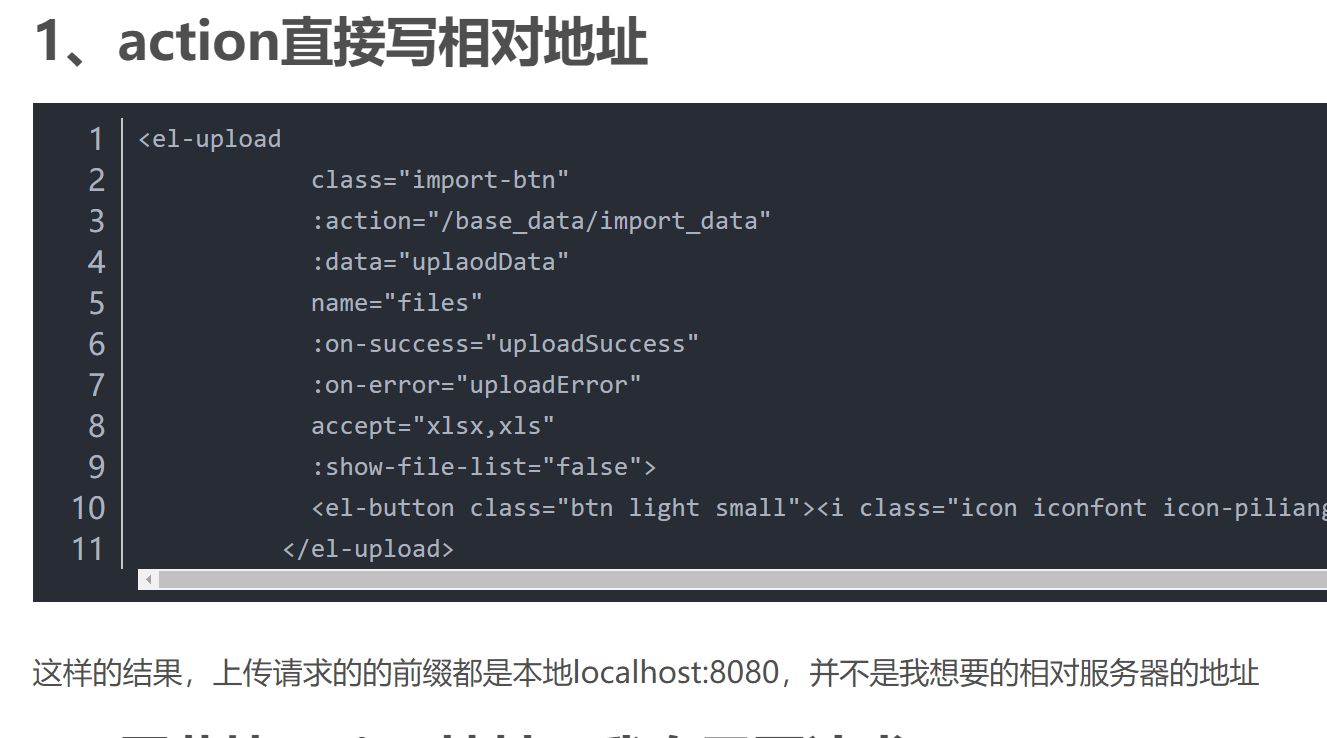 1、action直接写相对地址
1 <el-upload
2 class="import-btn"
3 :action="/base_data/import_data"
4 :data="uplaodData"
5 name="files"
6 :on-success="uploadSuccess"
7 :on-error="uploadError"
8 accept="xlsx,xls"
9 :show-file-list="false">
10 <el-button class="btn light small"><i class="icon iconfont icon-piliang
11 </el-upload>
这样的结果，上传请求的的前缀都是本地localhost:8080，并不是我想要的相对服务器的地址